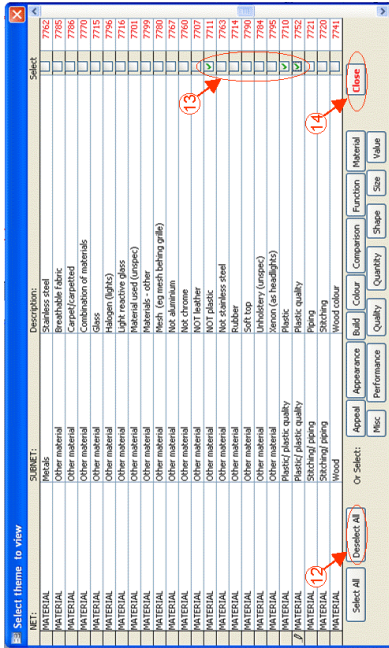 Select theme to view
NET: SUBNET: Description: Select
MATERIAL Metals Stainless steel 7762
MATERIAL Other material Breathable fabric 7785
MATERIAL Other material Carpet/carpetted 7786
MATERIAL Other material Combination of materials 7770
MATERIAL Other material Glass 7715
MATERIAL Other material Halogen (lights) 7796
MATERIAL Other material Light reactive glass 7716
MATERIAL Other material Material used (unspec) 7701
MATERIAL Other material Materials - other 7799
MATERIAL Other material Mesh (eg mesh behing grille) 7780
MATERIAL Other material Not aluminium 7767
MATERIAL Other material Not chrome 7760
MATERIAL Other material NOT leather 7707
MATERIAL Other material NOT plastic 7711
MATERIAL Other material Not stainless steel 7763
MATERIAL Other material Rubber 7714
MATERIAL Other material Soft top 7790
MATERIAL Other material Unholstery (unspec) 7784
MATERIAL Other material Xenon (as headlights) 7795
MATERIAL Plastic/ plastic quality Plastic 7710
MATERIAL Plastic/ plastic quality Plastic quality 7752
MATERIAL Stitching/ piping Piping 7721
MATERIAL Stitching/ piping Stitching 7720
MATERIAL Wood Wood colour 7741
12
13
14
Select All Deselect All Or Select: Appeal Appearance Build Colour Comparison Function Material Close
Misc Performance Quality Quantity Shape Size Value